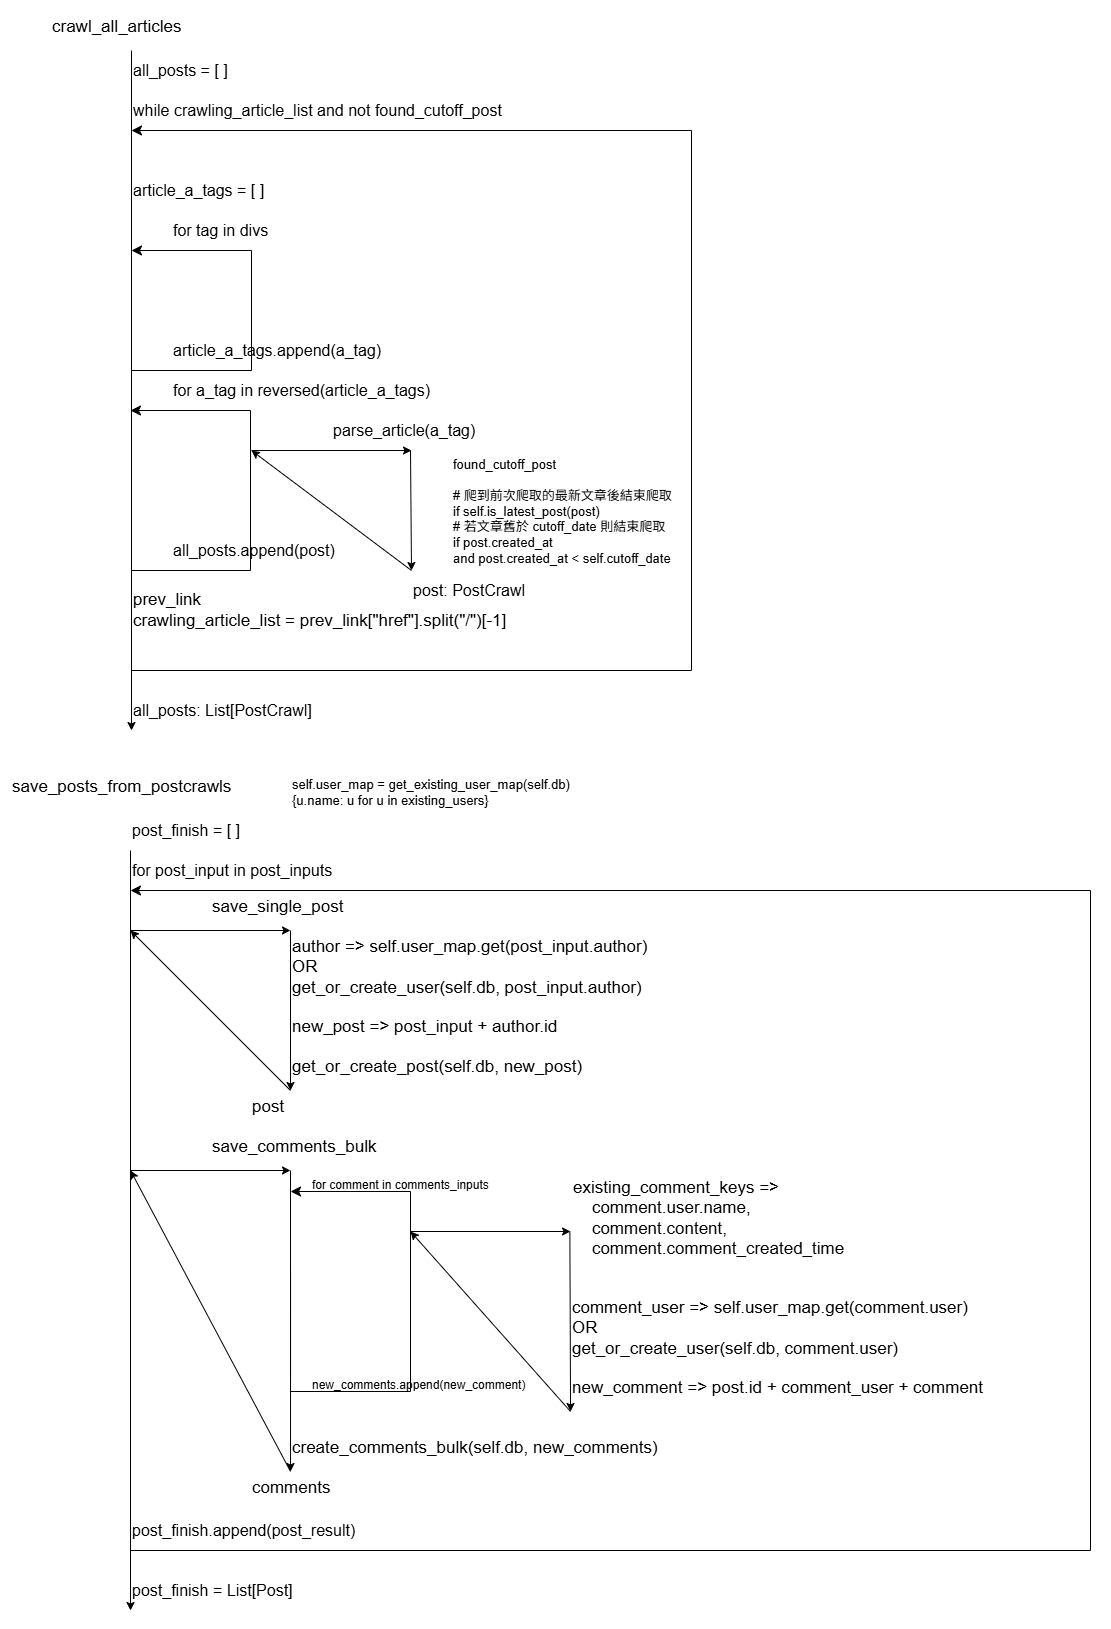 crawl_all_articles
all_posts = [ ]
while crawling_article_list and not found_cutoff_post
article_a_tags = [ ]
for tag in divs
article_a_tags.append(a_tag)
for a_tag in reversed(article_a_tags)
parse_article(a_tag)
found_cutoff_post
# 爬到前次爬取的最新文章後結束爬取
if self.is_latest_post(post)
# 若文章舊於 cutoff_date 則結束爬取
if post.created_at
and post.created_at < self.cutoff_date
all_posts.append(post)
post: PostCrawl
prev_link
crawling_article_list = prev_link["href"].split("/")[-1]
all_posts: List[PostCrawl]
save_posts_from_postcrawls
self.user_map = get_existing_user_map(self.db)
{u.name: u for u in existing_users}
post_finish = [ ]
for post_input in post_inputs
save_single_post
author => self.user_map.get(post_input.author)
OR
get_or_create_user(self.db, post_input.author)
new_post => post_input + author.id
get_or_create_post(self.db, new_post)
post
save_comments_bulk
for comment in comments_inputs
existing_comment_keys =>
comment.user.name,
comment.content,
comment.comment_created_time
comment_user => self.user_map.get(comment.user)
OR
get_or_create_user(self.db, comment.user)
new_comment => post.id + comment_user + comment
new_comments.append(new_comment)
create_comments_bulk(self.db, new_comments)
comments
post_finish.append(post_result)
post_finish = List[Post]